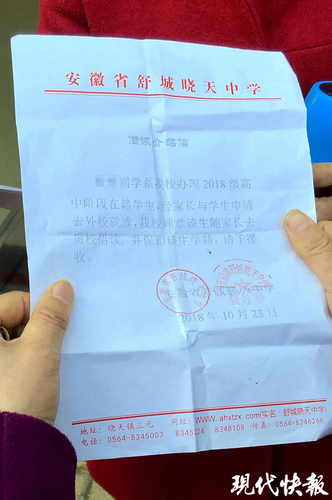 安徽省舒城晓天中学
借读介绍信
同学系我校办理2018级高
中阶段在籍学生,经家长与学生申请
去外校就读,我校同意该生随家长去
贵校借读,并保留该生学籍,请予接
收。
2018年10月23日
地址:晓天镇三元 网址:WWW.ahxtzx.com(实名:舒城晓天中学)
电话:0564-8345003 8345224 8348108 传真:0564-8346266
现代快报